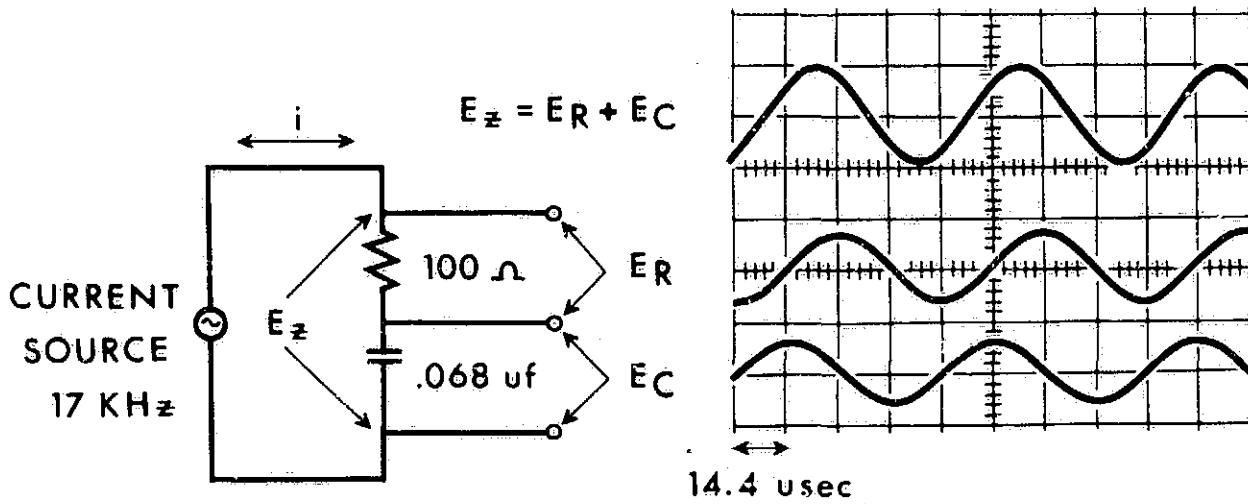 i
E_Z = E_R + E_C
100 Ω
E_R
CURRENT
SOURCE
17 KHz
E_Z
.068 uf
E_C
14.4 usec